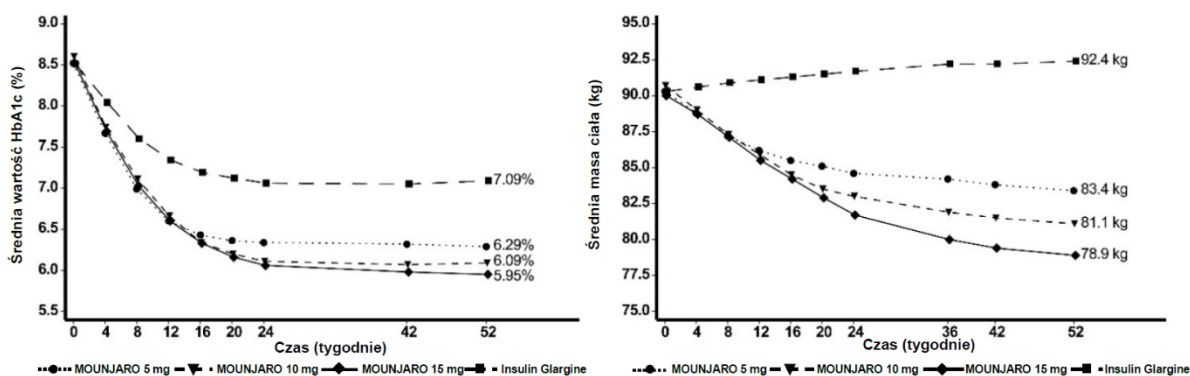 Średnia wartość HbA1c (%)
9.0
8.5
8.0
7.5
7.0
6.5
6.0
5.5
7.09%
6.29%
6.09%
5.95%
0 4 8 12 16 20 24 42 52
Czas (tygodnie)
MOUNJARO 5 mg MOUNJARO 10 mg MOUNJARO 15 mg Insulin Glargine
Średnia masa ciała (kg)
95.0
92.5
90.0
87.5
85.0
82.5
80.0
77.5
75.0
92.4 kg
83.4 kg
81.1 kg
78.9 kg
0 4 8 12 16 20 24 36 42 52
Czas (tygodnie)
MOUNJARO 5 mg MOUNJARO 10 mg MOUNJARO 15 mg Insulin Glargine